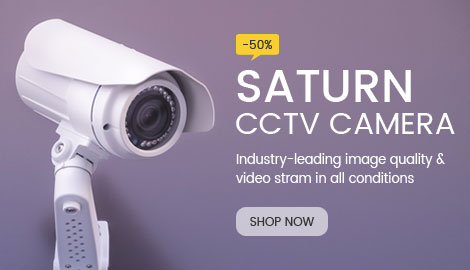 -50%
SATURN
CCTV CAMERA
Industry-leading image quality &
video stram in all conditions
SHOP NOW